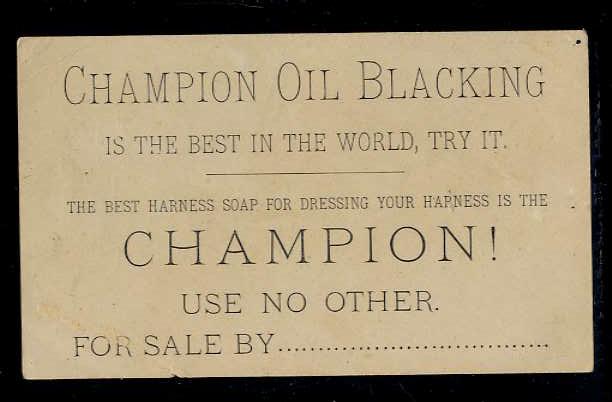 CHAMPION OIL BLACKING
IS THE BEST IN THE WORLD, TRY IT.
THE BEST HARNESS SOAP FOR DRESSING YOUR HARNESS IS THE
CHAMPION!
USE NO OTHER.
FOR SALE BY..................................